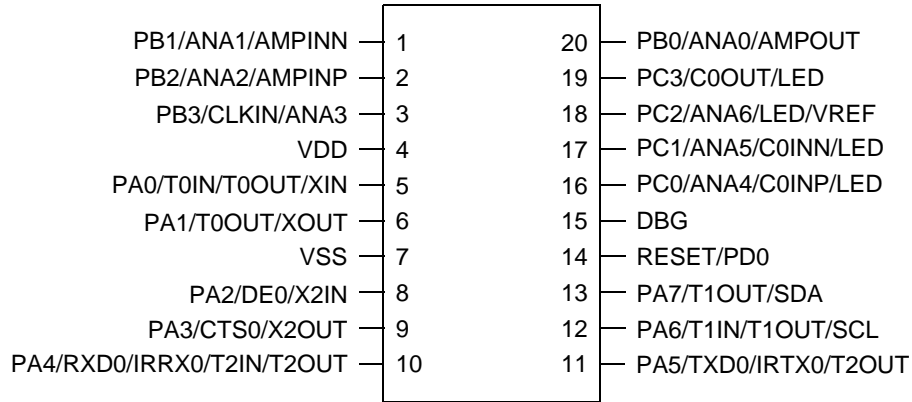 PB1/ANA1/AMPINN 1 20 PB0/ANA0/AMPOUT
PB2/ANA2/AMPINP 2 19 PC3/C0OUT/LED
PB3/CLKIN/ANA3 3 18 PC2/ANA6/LED/VREF
VDD 4 17 PC1/ANA5/C0INN/LED
PA0/T0IN/T0OUT/XIN 5 16 PC0/ANA4/C0INP/LED
PA1/T0OUT/XOUT 6 15 DBG
VSS 7 14 RESET/PD0
PA2/DE0/X2IN 8 13 PA7/T1OUT/SDA
PA3/CTS0/X2OUT 9 12 PA6/T1IN/T1OUT/SCL
PA4/RXD0/IRRX0/T2IN/T2OUT 10 11 PA5/TXD0/IRTX0/T2OUT